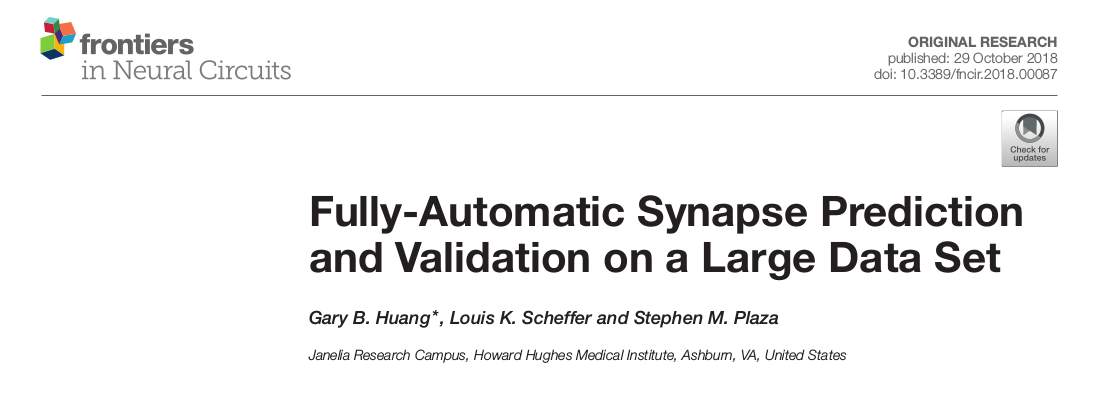 frontiers
in Neural Circuits
ORIGINAL RESEARCH
published: 29 October 2018
doi: 10.3389/fncir.2018.00087
Check for
updates
Fully-Automatic Synapse Prediction
and Validation on a Large Data Set
Gary B. Huang*, Louis K. Scheffer and Stephen M. Plaza
Janelia Research Campus, Howard Hughes Medical Institute, Ashburn, VA, United States